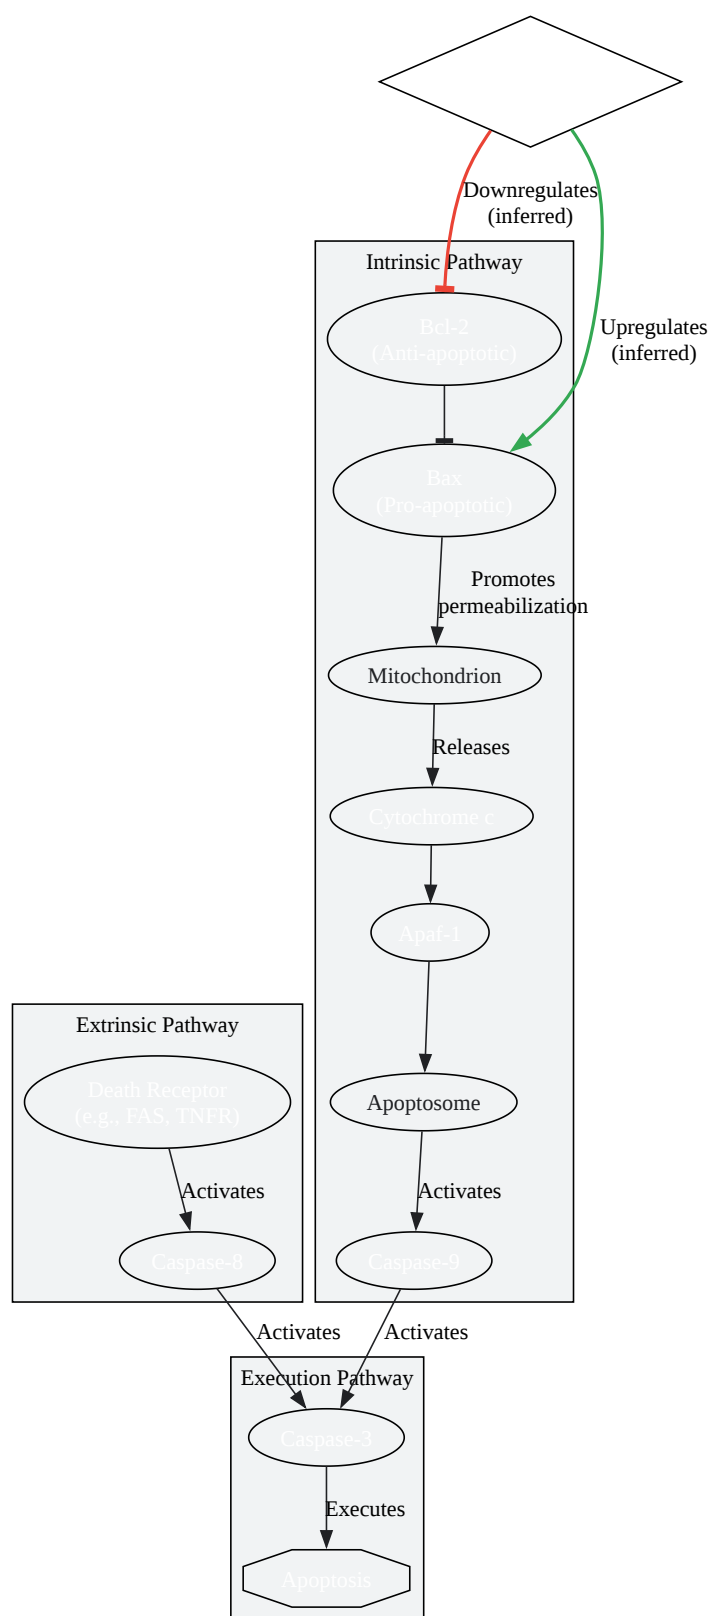 Downregulates
(inferred)
Intrinsic Pathway
Bcl-2
(Anti-apoptotic)
Upregulates
(inferred)
Bax
(Pro-apoptotic)
Promotes
permeabilization
Mitochondrion
Releases
Cytochrome c
Apaf-1
Extrinsic Pathway
Death Receptor
(e.g., FAS, TNFR)
Apoptosome
Activates
Activates
Caspase-8
Caspase-9
Activates
Activates
Execution Pathway
Caspase-3
Executes
Apoptosis